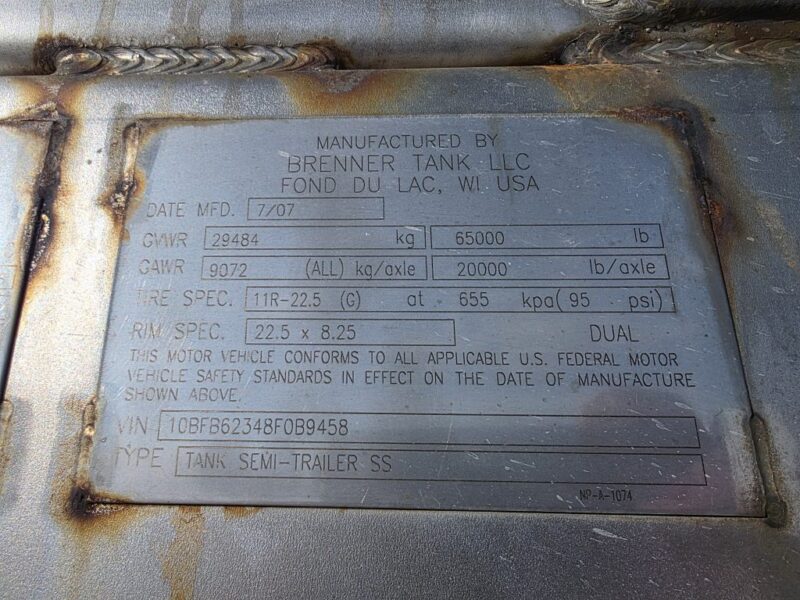 MANUFACTURED BY
BRENNER TANK LLC
FOND DU LAC, WI USA
DATE MFD. 7/07
GVWR 29484 kg 65000 lb
GAWR 9072 (ALL) kg/axle 20000 lb/axle
TIRE SPEC. 11R-22.5 (G) at 655 kpa( 95 psi)
RIM SPEC. 22.5 x 8.25 DUAL
THIS MOTOR VEHICLE CONFORMS TO ALL APPLICABLE U.S. FEDERAL MOTOR
VEHICLE SAFETY STANDARDS IN EFFECT ON THE DATE OF MANUFACTURE
SHOWN ABOVE.
VIN 10BFB62348F0B9458
TYPE TANK SEMI-TRAILER SS
NP-A-1074